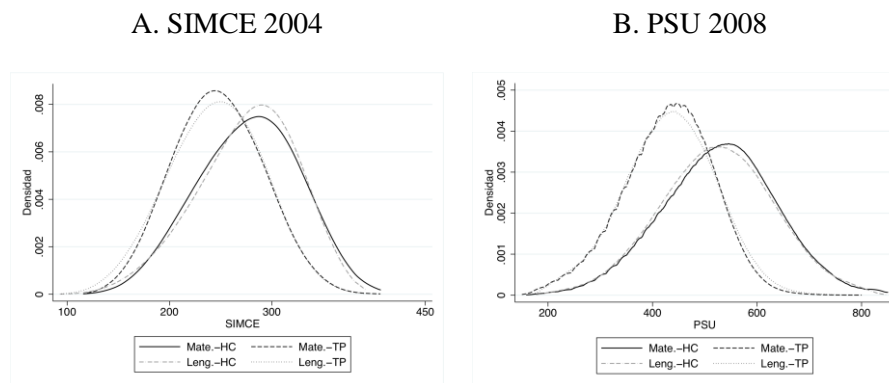 A. SIMCE 2004
B. PSU 2008
Densidad
.008
.006
.004
.002
0
100
200
300
450
SIMCE
Mate.-HC
Mate.-TP
Leng.-HC
Leng.-TP
Densidad
.005
.004
.003
.002
.001
0
200
400
600
800
PSU
Mate.-HC
Mate.-TP
Leng.-HC
Leng.-TP